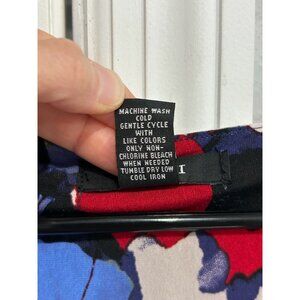 MACHINE WASH
COLD
GENTLE CYCLE
WITH
LIKE COLORS
ONLY NON-
CHLORINE BLEACH
WHEN NEEDED
TUMBLE DRY LOW
COOL IRON
I